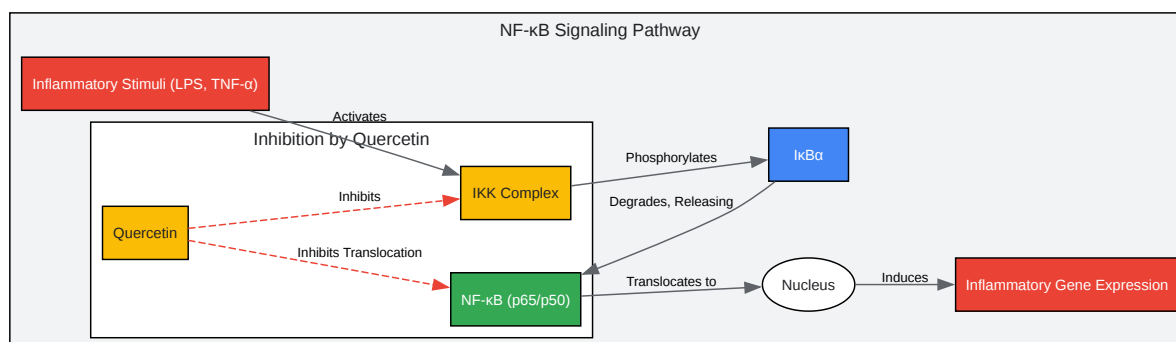 NF-κB Signaling Pathway
Inflammatory Stimuli (LPS, TNF-α)
Activates
Inhibition by Quercetin
IκBα
Phosphorylates
IKK Complex
Inhibits
Degrades, Releasing
Quercetin
Inhibits Translocation
NF-κB (p65/p50)
Translocates to
Nucleus
Induces
Inflammatory Gene Expression